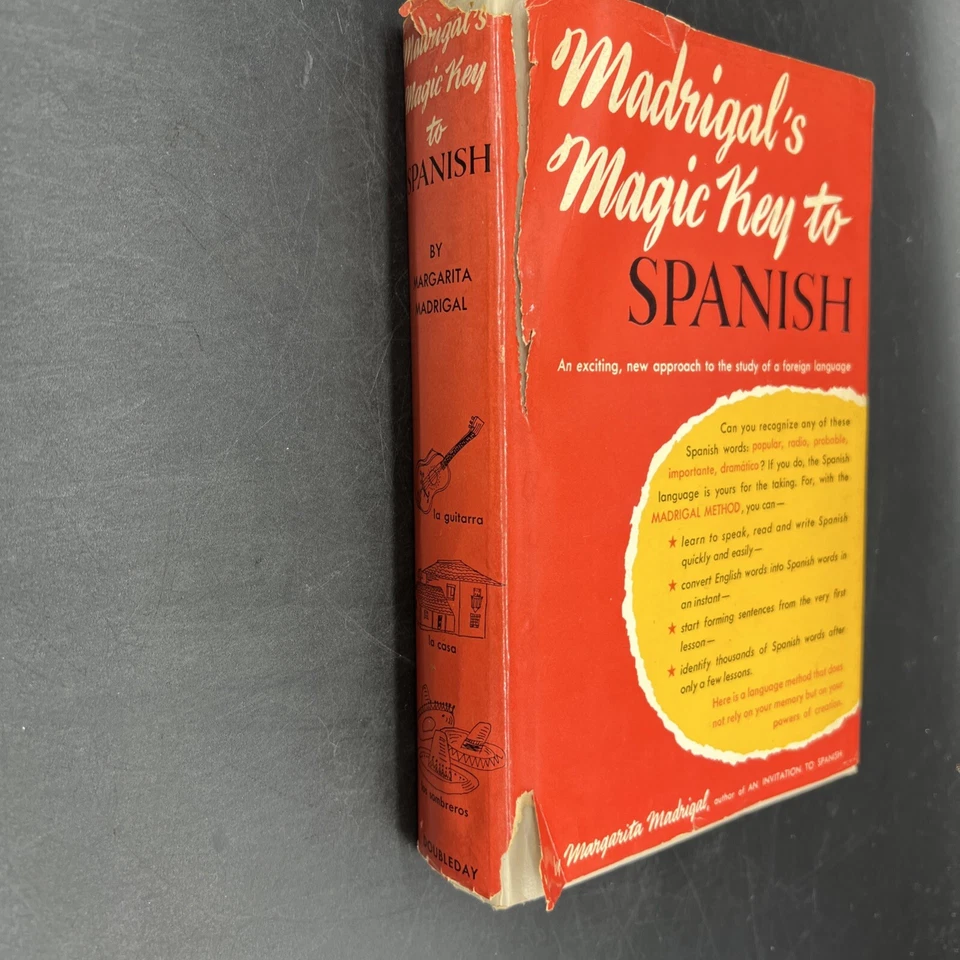 Madrigal's
Magic Key
to
SPANISH
BY
MARGARITA
MADRIGAL
la guitarra
la casa
sombreros
DOUBLEDAY
Madrigal's
Magic Key to
SPANISH
An exciting, new approach to the study of a foreign language
Can you recognize any of these
Spanish words: popular, radio, probable,
importante, dramático? If you do, the Spanish
language is yours for the taking. For, with the
MADRIGAL METHOD, you can—
★ learn to speak, read and write Spanish
quickly and easily—
★ convert English words into Spanish words in
an instant—
★ start forming sentences from the very first
lesson—
★ identify thousands of Spanish words after
only a few lessons.
Here is a language method that does
not rely on your memory but on your
powers of creation.
Margarita Madrigal, author of AN INVITATION TO SPANISH